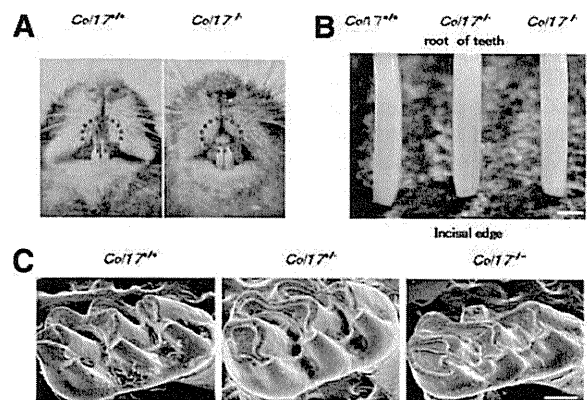 A
Col17+/+ Col17-/-
B
Col17+/+ Col17+/- Col17-/-
root of teeth
Incisal edge
C
Col17+/+ Col17+/- Col17-/-